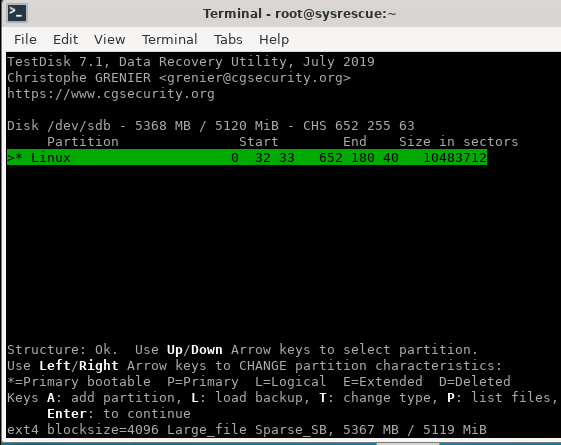 Terminal - root@sysrescue:~
File Edit View Terminal Tabs Help
TestDisk 7.1, Data Recovery Utility, July 2019
Christophe GRENIER <grenier@cgsecurity.org>
https://www.cgsecurity.org
Disk /dev/sdb - 5368 MB / 5120 MiB - CHS 652 255 63
Partition Start End Size in sectors
>* Linux 0 32 33 652 180 40 10483712
Structure: Ok. Use Up/Down Arrow keys to select partition.
Use Left/Right Arrow keys to CHANGE partition characteristics:
*=Primary bootable P=Primary L=Logical E=Extended D=Deleted
Keys A: add partition, L: load backup, T: change type, P: list files,
Enter: to continue
ext4 blocksize=4096 Large_file Sparse_SB, 5367 MB / 5119 MiB